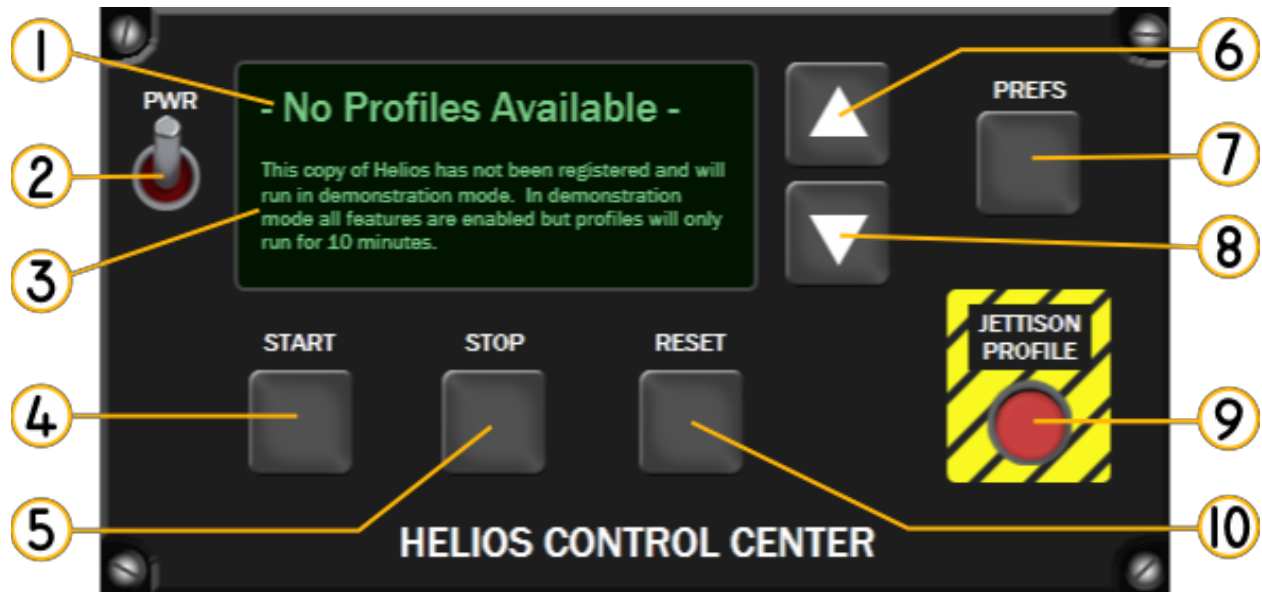 1
6
PWR
- No Profiles Available -
PREFS
2
This copy of Helios has not been registered and will
run in demonstration mode.  In demonstration
mode all features are enabled but profiles will only
run for 10 minutes.
7
3
8
START
STOP
RESET
JETTISON
PROFILE
4
9
5
HELIOS CONTROL CENTER
10